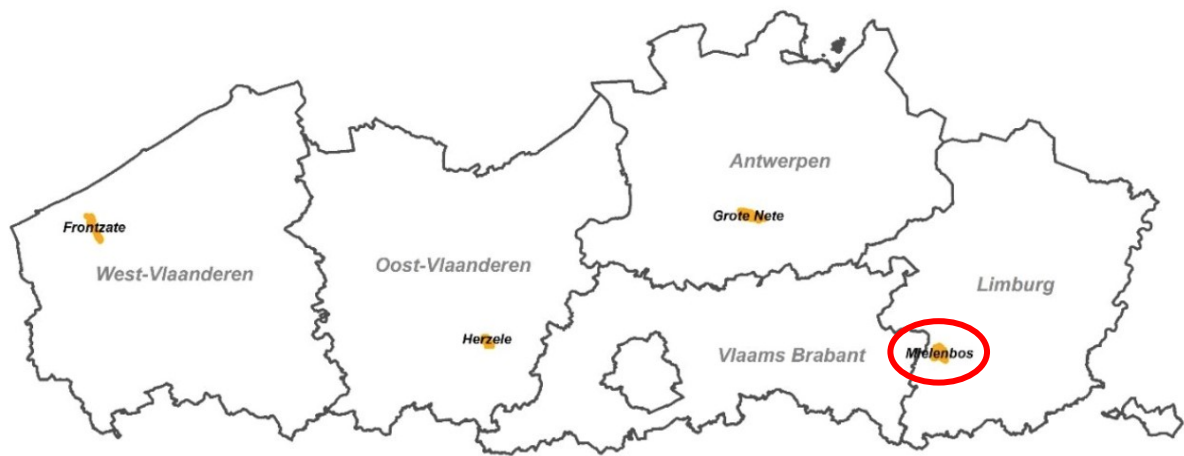 Antwerpen
Grote Nete
Frontzate
West-Vlaanderen
Oost-Vlaanderen
Limburg
Herzele
Vlaams Brabant
Mielenbos